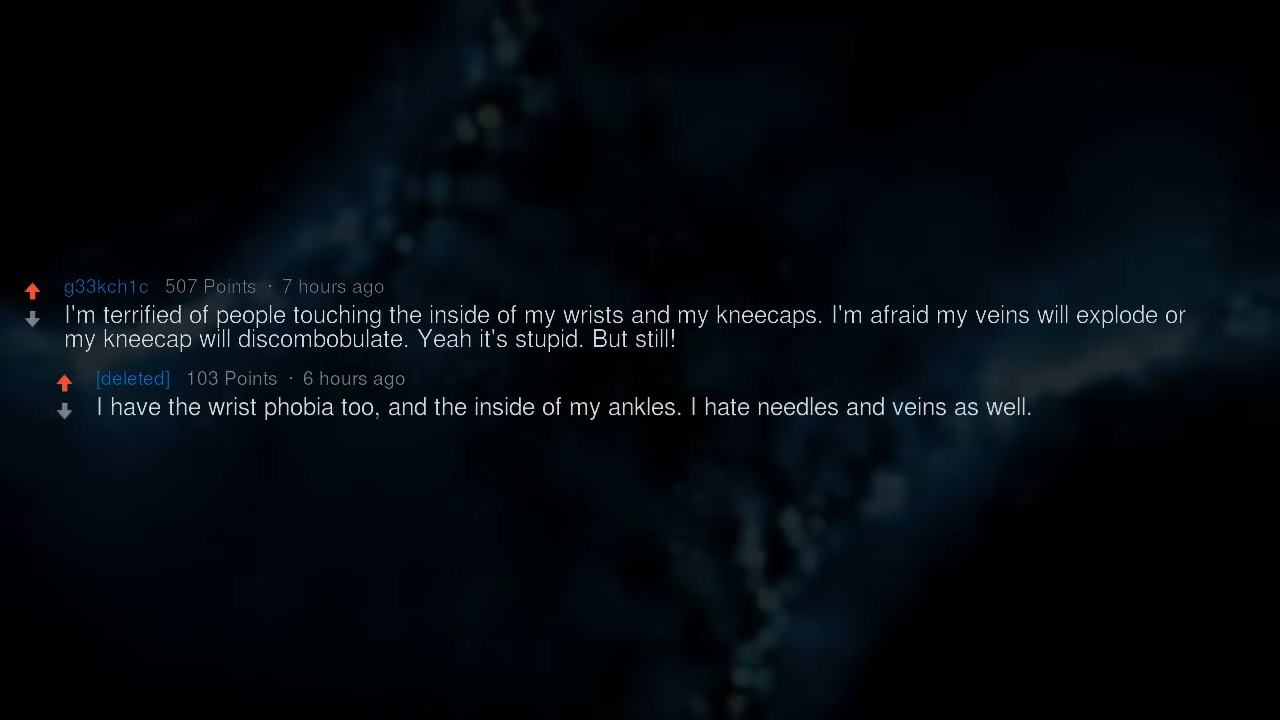 g33kch1c 507 Points · 7 hours ago
I'm terrified of people touching the inside of my wrists and my kneecaps. I'm afraid my veins will explode or
my kneecap will discombobulate. Yeah it's stupid. But still!
[deleted] 103 Points · 6 hours ago
I have the wrist phobia too, and the inside of my ankles. I hate needles and veins as well.